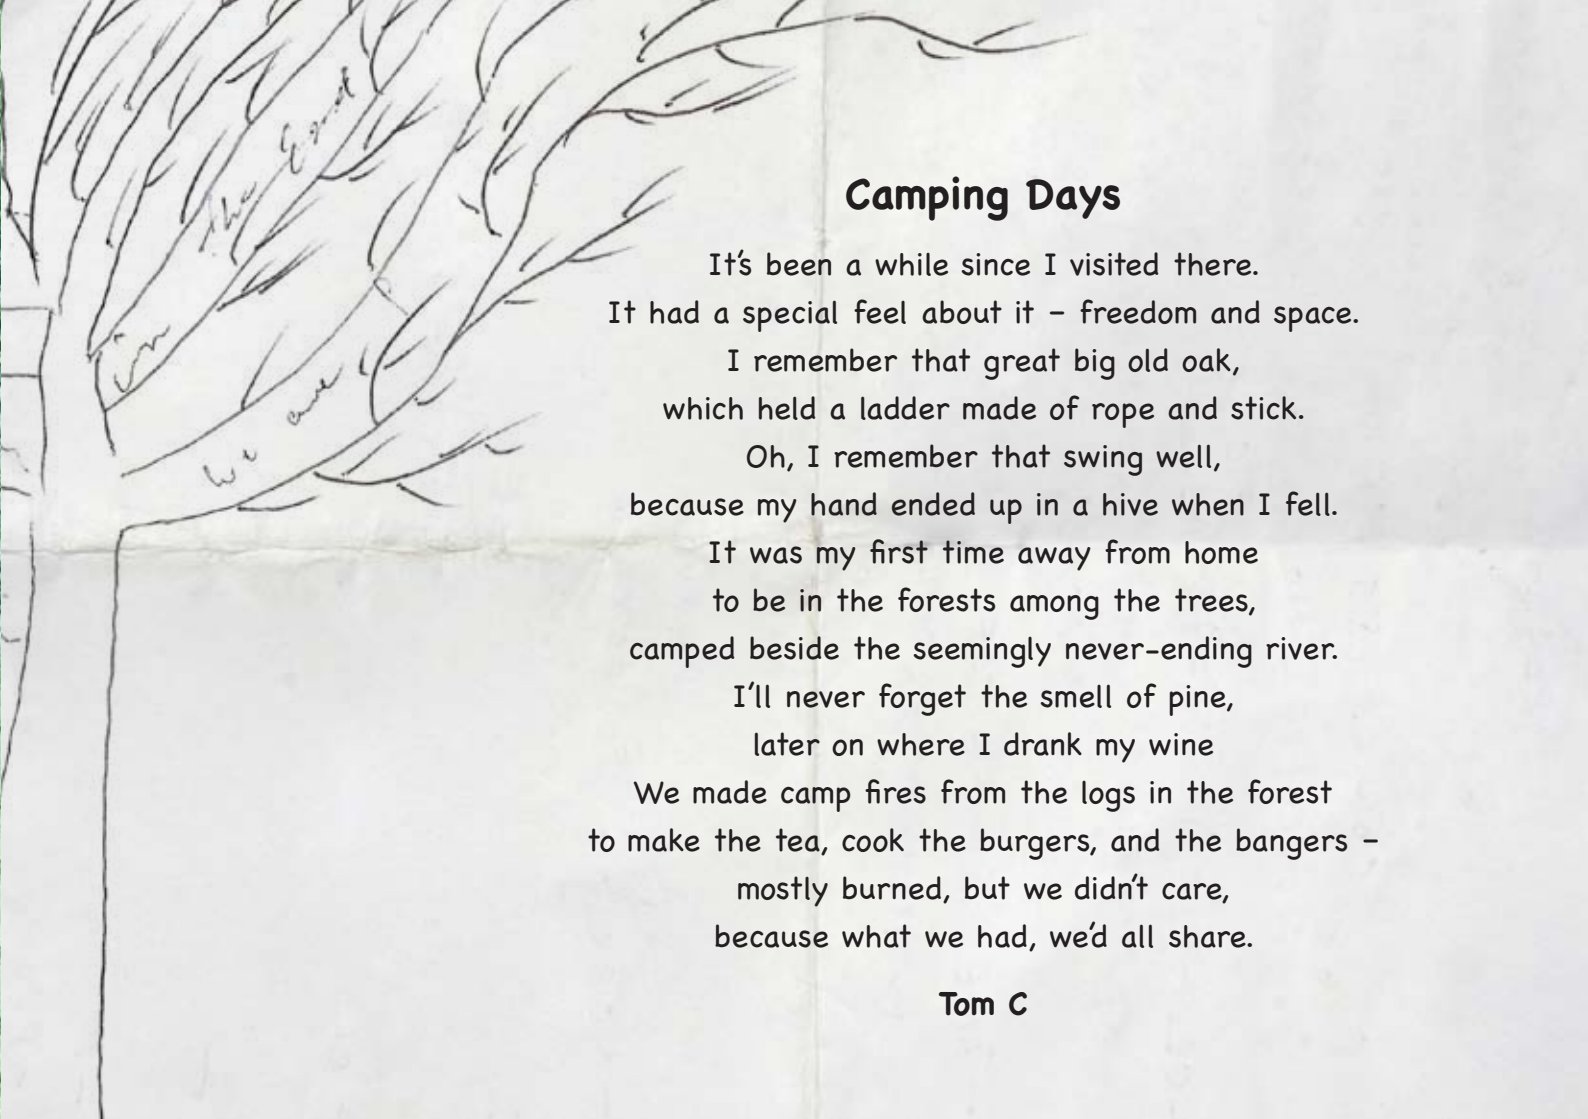 We are
in the
Camping Days
It’s been a while since I visited there.
It had a special feel about it – freedom and space.
I remember that great big old oak,
which held a ladder made of rope and stick.
Oh, I remember that swing well,
because my hand ended up in a hive when I fell.
It was my first time away from home
to be in the forests among the trees,
camped beside the seemingly never-ending river.
I’ll never forget the smell of pine,
later on where I drank my wine
We made camp fires from the logs in the forest
to make the tea, cook the burgers, and the bangers –
mostly burned, but we didn’t care,
because what we had, we’d all share.
Tom C